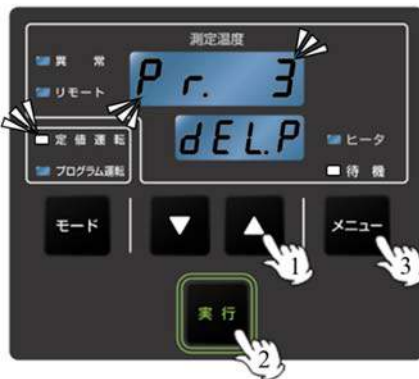 測定温度
異常
リモート
Pr. 3
定値運転
プログラム運転
dEL.P
ヒータ
待機
モード
▼
▲
メニュー
1
3
実行
2